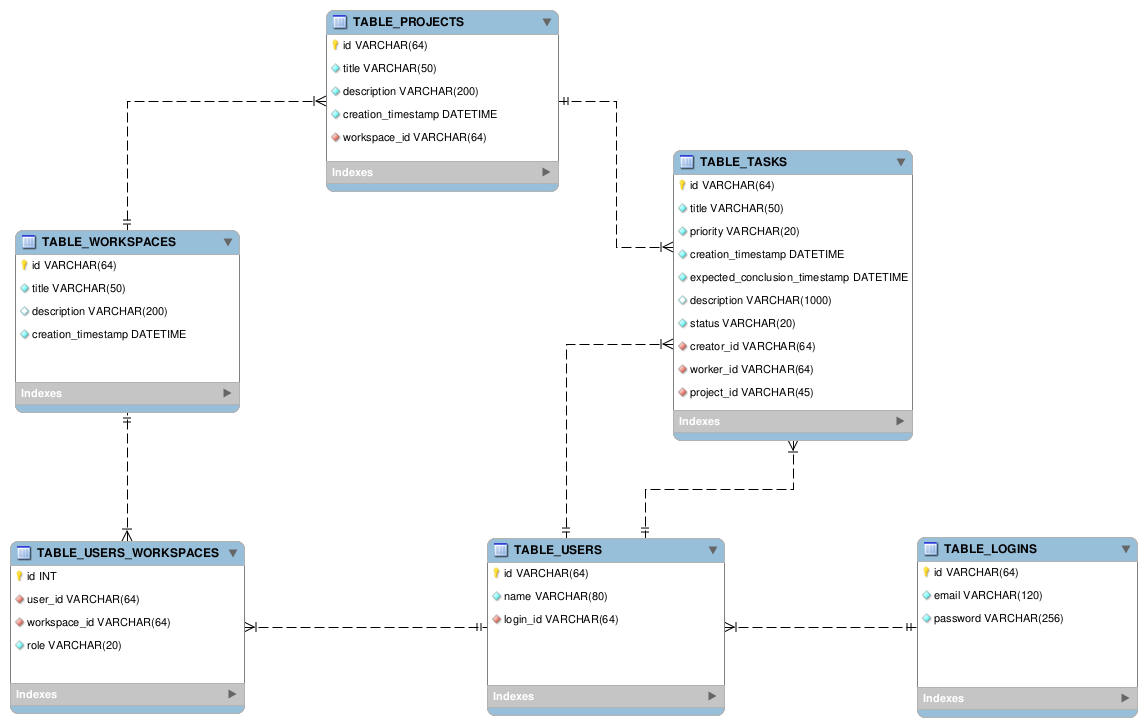 TABLE_PROJECTS
id VARCHAR(64)
title VARCHAR(50)
description VARCHAR(200)
creation_timestamp DATETIME
workspace_id VARCHAR(64)
Indexes
TABLE_TASKS
id VARCHAR(64)
title VARCHAR(50)
priority VARCHAR(20)
creation_timestamp DATETIME
expected_conclusion_timestamp DATETIME
description VARCHAR(1000)
status VARCHAR(20)
creator_id VARCHAR(64)
worker_id VARCHAR(64)
project_id VARCHAR(45)
Indexes
TABLE_WORKSPACES
id VARCHAR(64)
title VARCHAR(50)
description VARCHAR(200)
creation_timestamp DATETIME
Indexes
TABLE_USERS_WORKSPACES
id INT
user_id VARCHAR(64)
workspace_id VARCHAR(64)
role VARCHAR(20)
Indexes
TABLE_USERS
id VARCHAR(64)
name VARCHAR(80)
login_id VARCHAR(64)
Indexes
TABLE_LOGINS
id VARCHAR(64)
email VARCHAR(120)
password VARCHAR(256)
Indexes